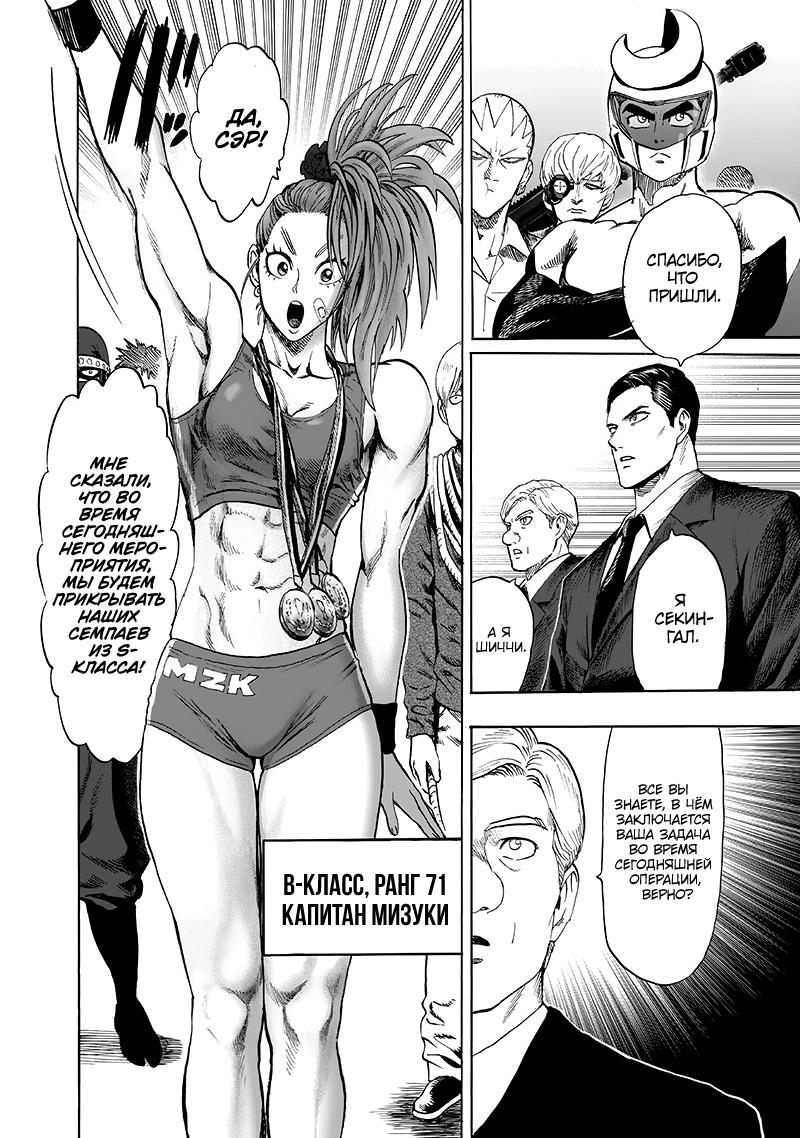 СПАСИБО,
ЧТО
ПРИШЛИ.
Я
СЕКИН-
ГАЛ.
А Я
ШИЧЧИ.
ВСЕ ВЫ
ЗНАЕТЕ, В ЧЁМ
ЗАКЛЮЧАЕТСЯ
ВАША ЗАДАЧА
ВО ВРЕМЯ
СЕГОДНЯШНЕЙ
ОПЕРАЦИИ,
ВЕРНО?
ДА,
СЭР!
МНЕ
СКАЗАЛИ,
ЧТО ВО
ВРЕМЯ
СЕГОДНЯШ-
НЕГО МЕРО-
ПРИЯТИЯ,
МЫ БУДЕМ
ПРИКРЫВАТЬ
НАШИХ
СЕМПАЕВ
ИЗ S-
КЛАССА!
MZK
B-КЛАСС, РАНГ 71
КАПИТАН МИЗУКИ